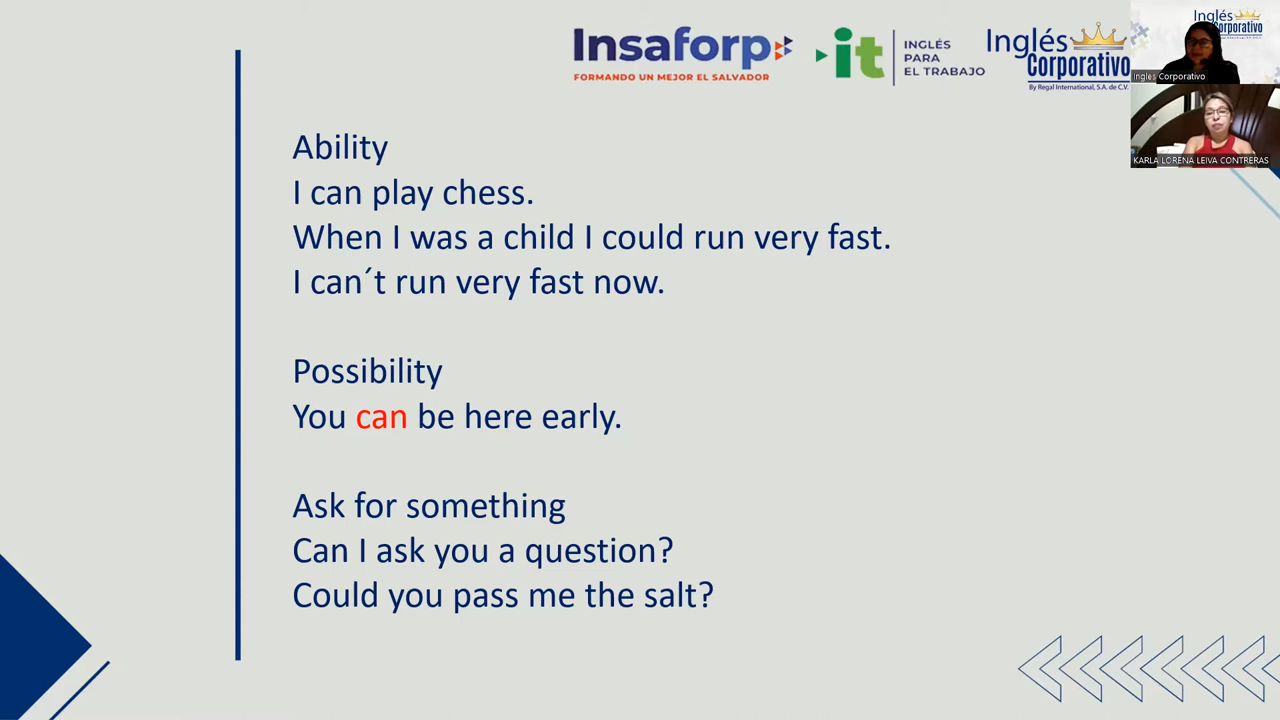 Insaforp
FORMANDO UN MEJOR EL SALVADOR
it
INGLÉS
PARA
EL TRABAJO
Inglés
Corporativo
By Regal International, S.A. de C.V.
Inglés
Corporativo
Ingles Corporativo
KARLA LORENA LEIVA CONTRERAS
Ability
I can play chess.
When I was a child I could run very fast.
I can´t run very fast now.
Possibility
You can be here early.
Ask for something
Can I ask you a question?
Could you pass me the salt?